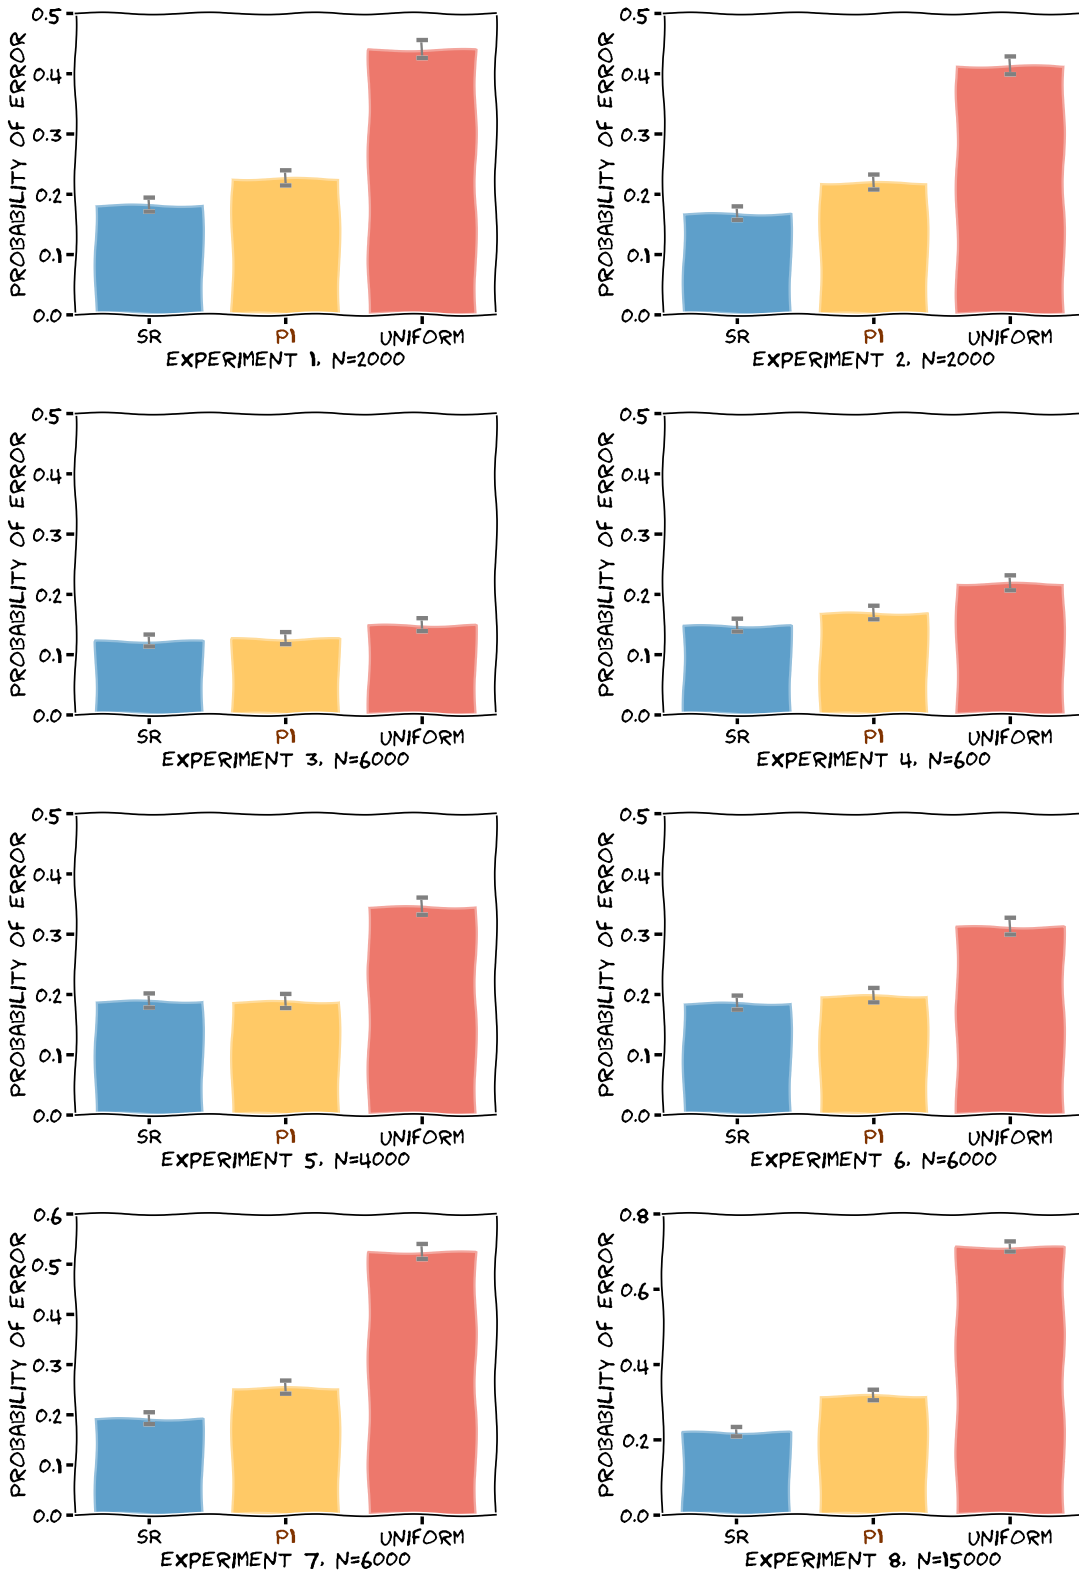 0.5
0.4
0.3
0.2
0.1
0.0
PROBABILITY OF ERROR
SR P1 UNIFORM
EXPERIMENT 1, N=2000
0.5
0.4
0.3
0.2
0.1
0.0
PROBABILITY OF ERROR
SR P1 UNIFORM
EXPERIMENT 2, N=2000
0.5
0.4
0.3
0.2
0.1
0.0
PROBABILITY OF ERROR
SR P1 UNIFORM
EXPERIMENT 3, N=6000
0.5
0.4
0.3
0.2
0.1
0.0
PROBABILITY OF ERROR
SR P1 UNIFORM
EXPERIMENT 4, N=600
0.5
0.4
0.3
0.2
0.1
0.0
PROBABILITY OF ERROR
SR P1 UNIFORM
EXPERIMENT 5, N=4000
0.5
0.4
0.3
0.2
0.1
0.0
PROBABILITY OF ERROR
SR P1 UNIFORM
EXPERIMENT 6, N=6000
0.6
0.5
0.4
0.3
0.2
0.1
0.0
PROBABILITY OF ERROR
SR P1 UNIFORM
EXPERIMENT 7, N=6000
0.8
0.6
0.4
0.2
0.0
PROBABILITY OF ERROR
SR P1 UNIFORM
EXPERIMENT 8, N=15000